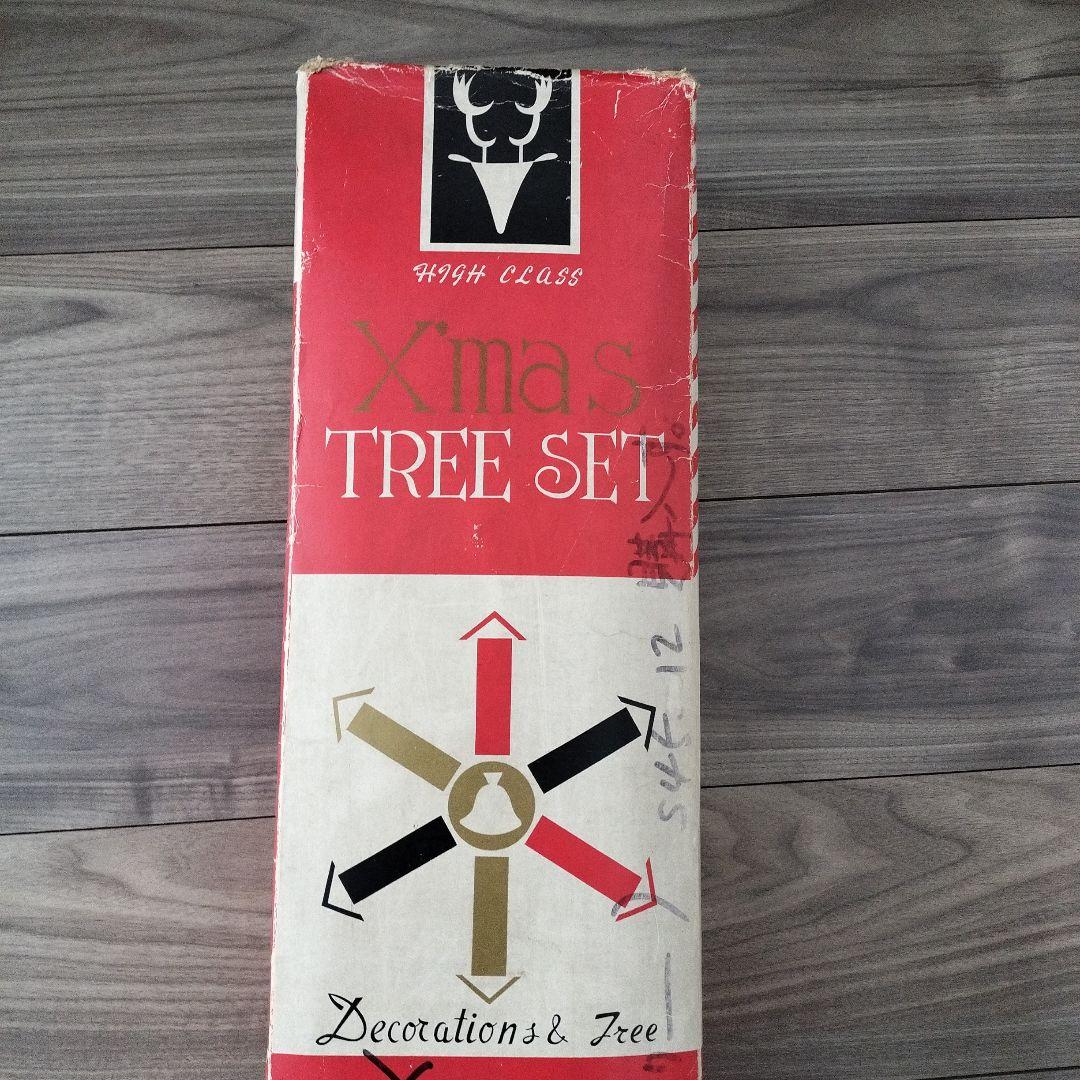 HIGH CLASS
X'mas
TREE SET
Decorations & Tree
S45.12 購入